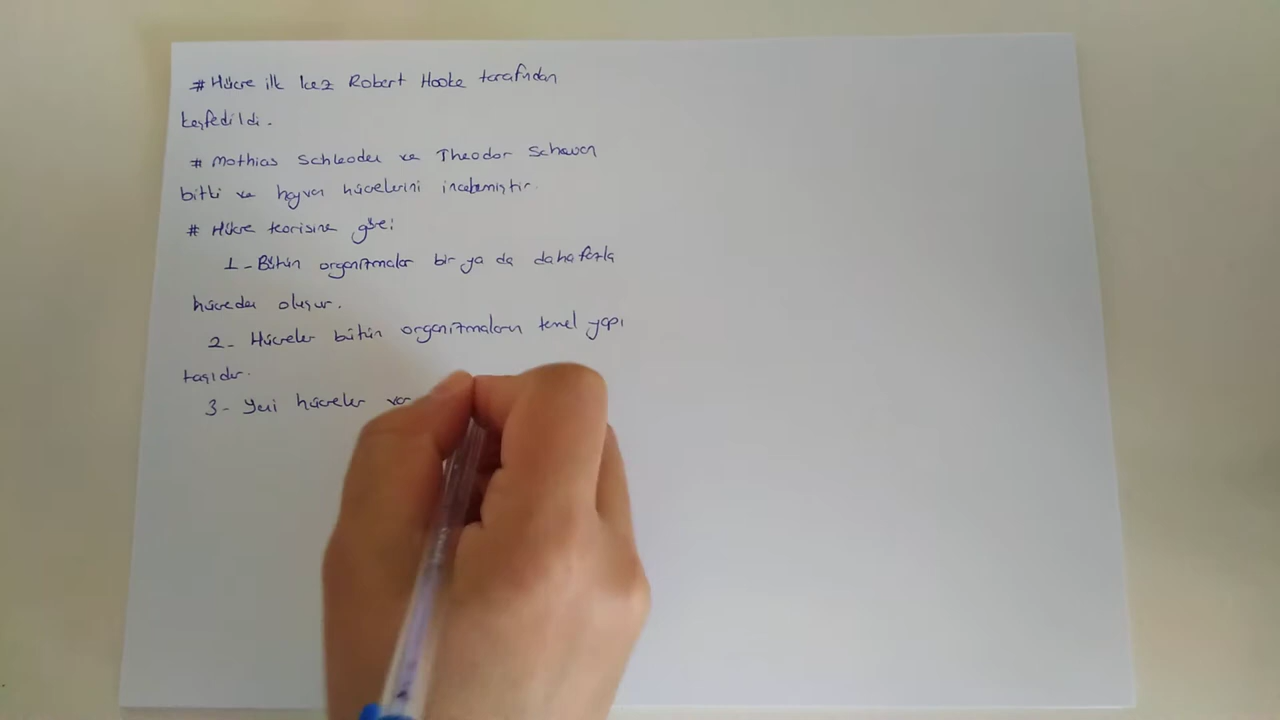 # Hücre ilk kez Robert Hooke tarafından
keşfedildi.
# Mathias Schleoden ve Theodor Schwan
bitki ve hayvan hücrelerini incelemiştir.
# Hücre teorisine göre:
1-Bütün organizmalar bir ya da daha fazla
hücreden oluşur.
2- Hücreler bütün organizmaların temel yapı
taşıdır.
3- Yeni hücreler var